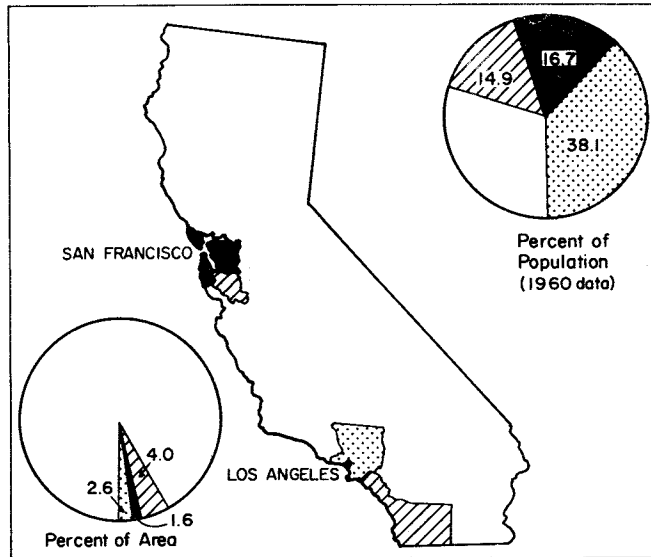 14.9
16.7
38.1
Percent of
Population
(1960 data)
SAN FRANCISCO
LOS ANGELES
4.0
2.6
1.6
Percent of Area